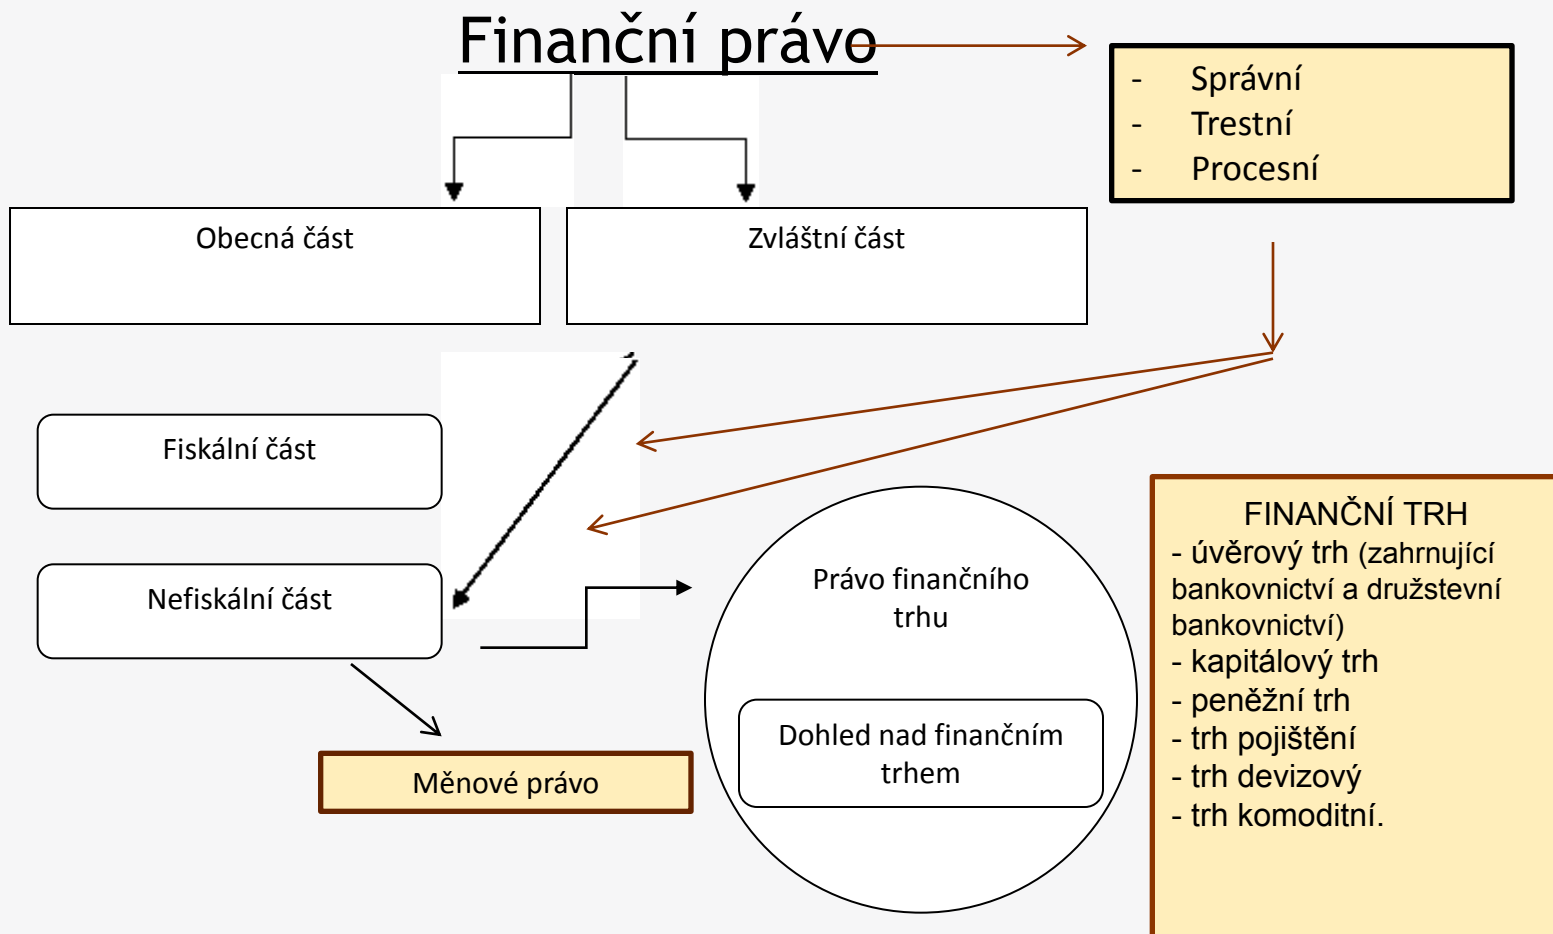 Finanční právo
- Správní
- Trestní
- Procesní
Obecná část
Zvláštní část
Fiskální část
Nefiskální část
Měnové právo
Právo finančního
trhu
Dohled nad finančním
trhem
FINANČNÍ TRH
- úvěrový trh (zahrnující
bankovnictví a družstevní
bankovnictví)
- kapitálový trh
- peněžní trh
- trh pojištění
- trh devizový
- trh komoditní.